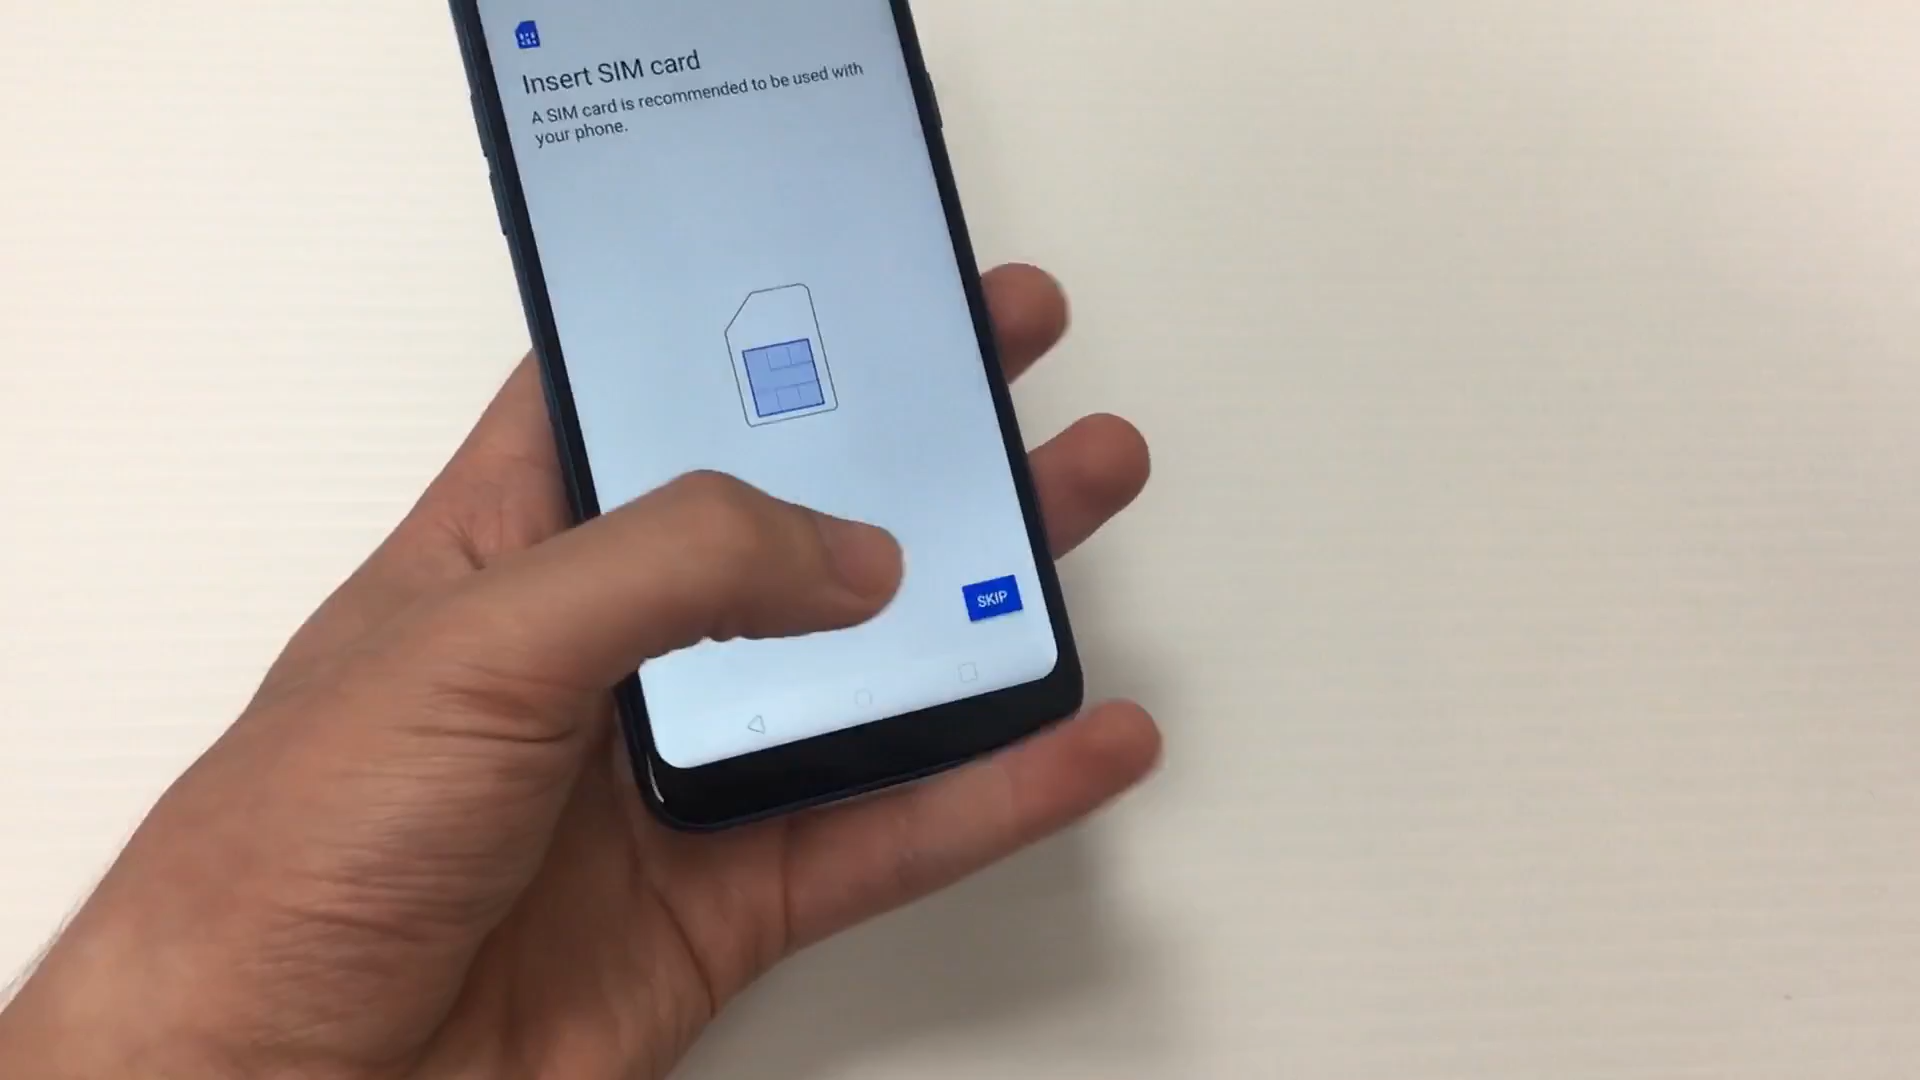 Insert SIM card
A SIM card is recommended to be used with
your phone.
SKIP